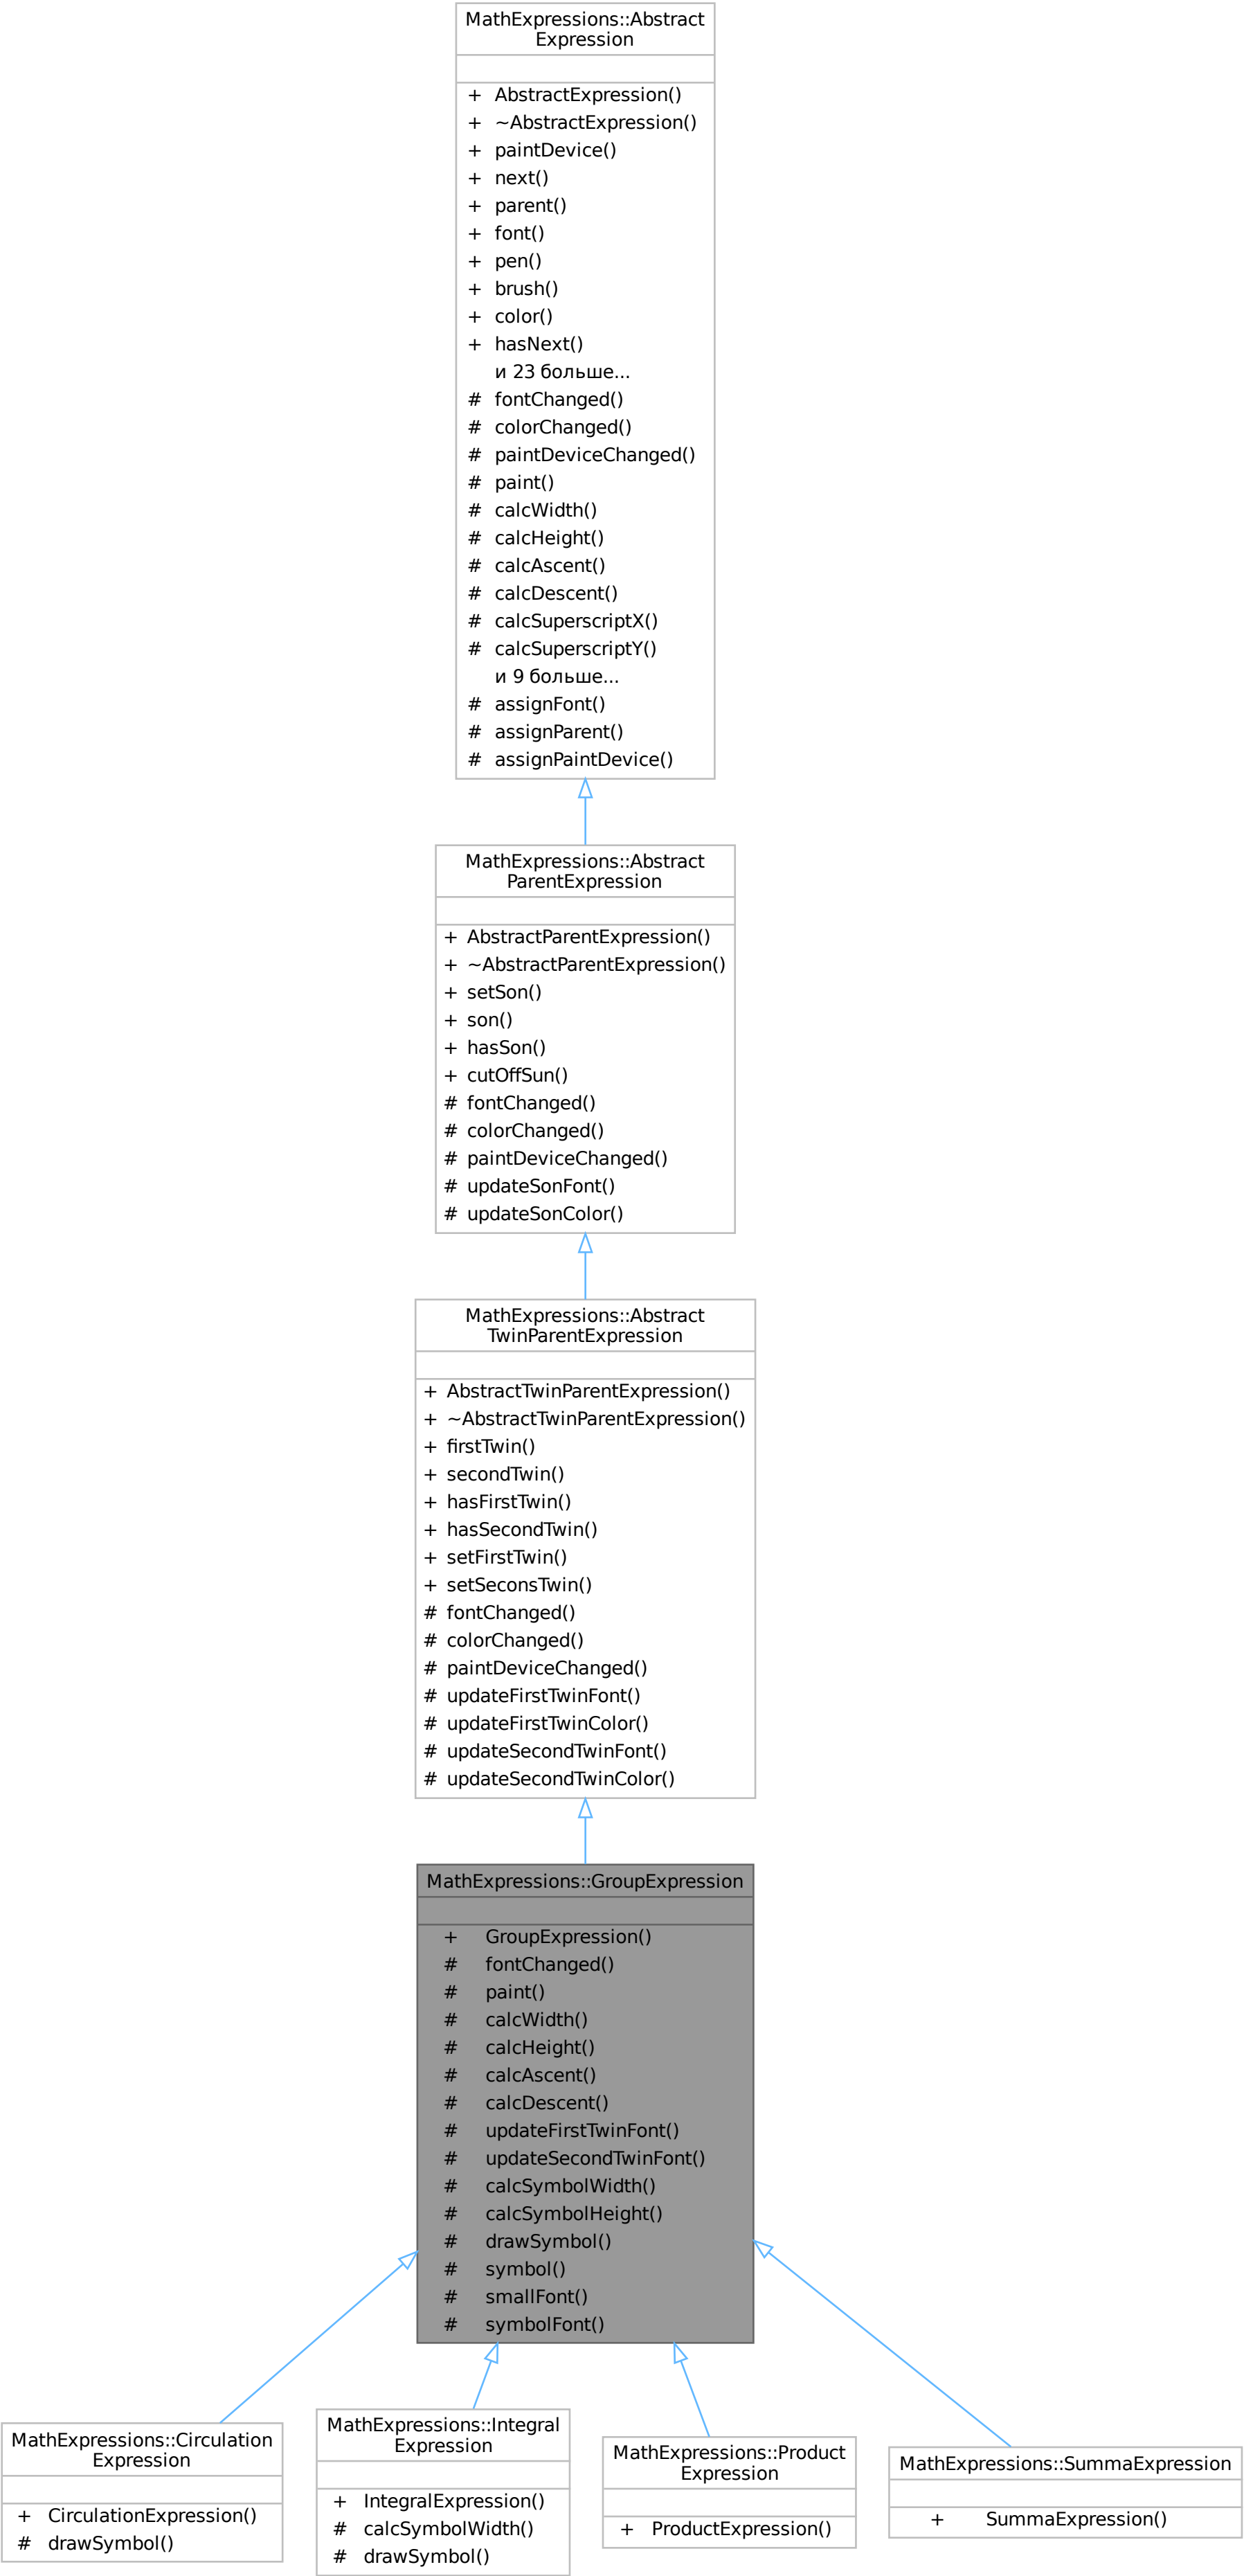 MathExpressions::Abstract
Expression
+ AbstractExpression()
+ ~AbstractExpression()
+ paintDevice()
+ next()
+ parent()
+ font()
+ pen()
+ brush()
+ color()
+ hasNext()
и 23 больше...
# fontChanged()
# colorChanged()
# paintDeviceChanged()
# paint()
# calcWidth()
# calcHeight()
# calcAscent()
# calcDescent()
# calcSuperscriptX()
# calcSuperscriptY()
и 9 больше...
# assignFont()
# assignParent()
# assignPaintDevice()
MathExpressions::Abstract
ParentExpression
+ AbstractParentExpression()
+ ~AbstractParentExpression()
+ setSon()
+ son()
+ hasSon()
+ cutOffSun()
# fontChanged()
# colorChanged()
# paintDeviceChanged()
# updateSonFont()
# updateSonColor()
MathExpressions::Abstract
TwinParentExpression
+ AbstractTwinParentExpression()
+ ~AbstractTwinParentExpression()
+ firstTwin()
+ secondTwin()
+ hasFirstTwin()
+ hasSecondTwin()
+ setFirstTwin()
+ setSeconsTwin()
# fontChanged()
# colorChanged()
# paintDeviceChanged()
# updateFirstTwinFont()
# updateFirstTwinColor()
# updateSecondTwinFont()
# updateSecondTwinColor()
MathExpressions::GroupExpression
+ GroupExpression()
# fontChanged()
# paint()
# calcWidth()
# calcHeight()
# calcAscent()
# calcDescent()
# updateFirstTwinFont()
# updateSecondTwinFont()
# calcSymbolWidth()
# calcSymbolHeight()
# drawSymbol()
# symbol()
# smallFont()
# symbolFont()
MathExpressions::Circulation
Expression
+ CirculationExpression()
# drawSymbol()
MathExpressions::Integral
Expression
+ IntegralExpression()
# calcSymbolWidth()
# drawSymbol()
MathExpressions::Product
Expression
+ ProductExpression()
MathExpressions::SummaExpression
+ SummaExpression()